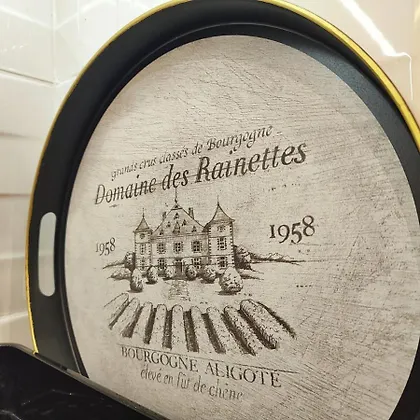 grands crus classés de Bourgogne
Domaine des Rainettes
1958 1958
BOURGOGNE ALIGOTÉ
élevé en fût de chêne